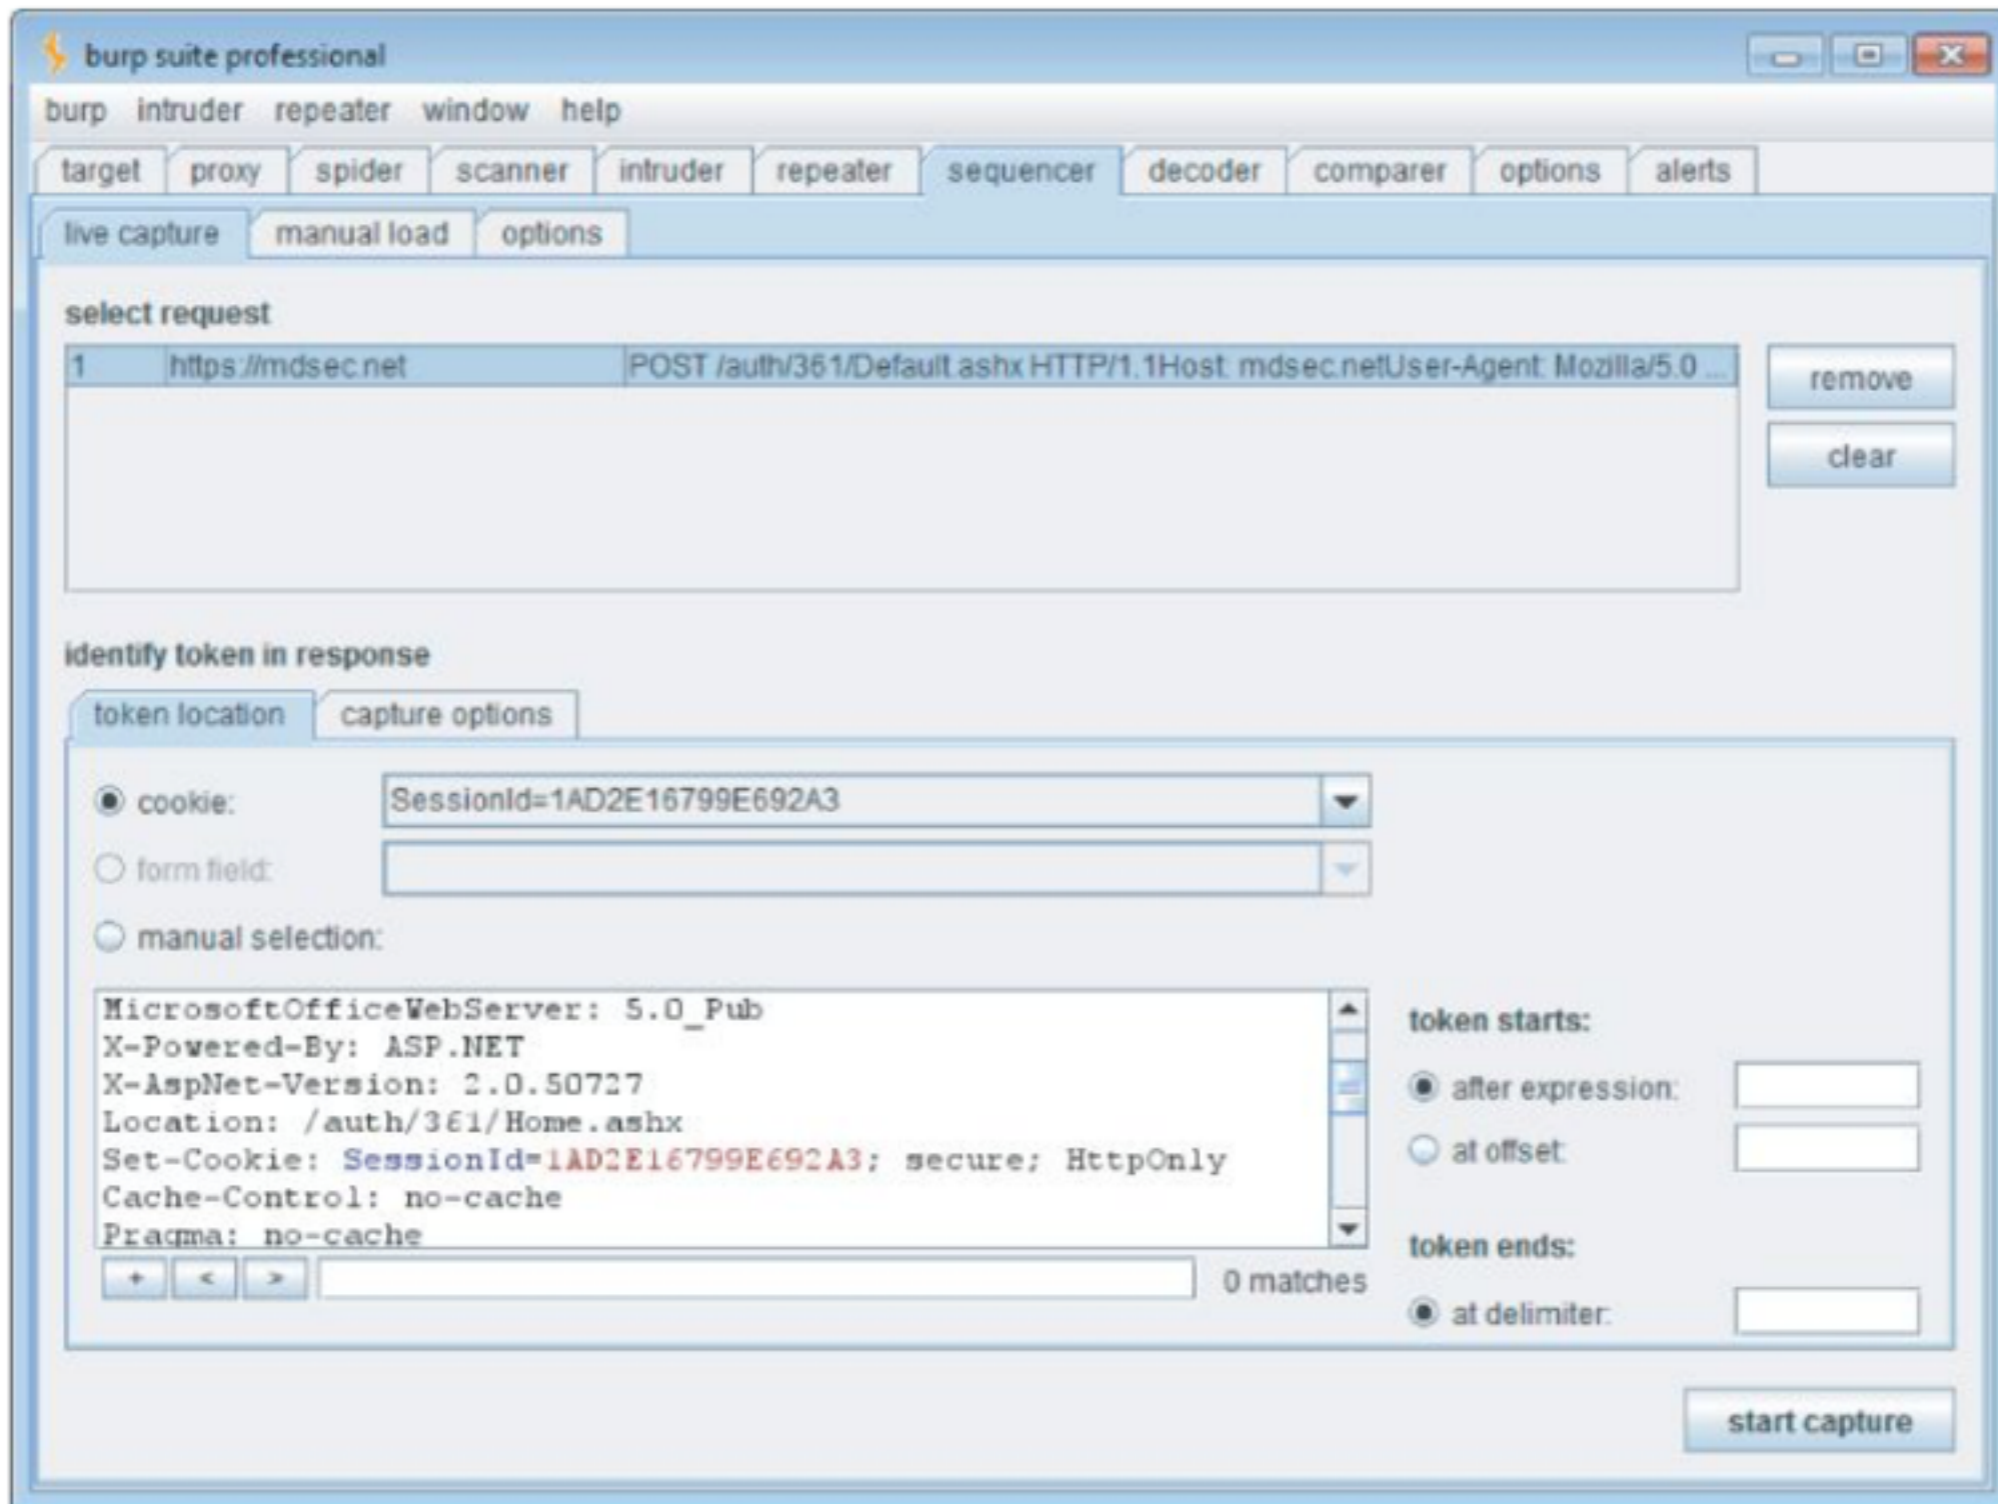 burp suite professional
burp intruder repeater window help
target proxy spider scanner intruder repeater sequencer decoder comparer options alerts
live capture manual load options
select request
1 https://mdsec.net POST /auth/361/Default.ashx HTTP/1.1Host: mdsec.netUser-Agent: Mozilla/5.0 ...
remove
clear
identify token in response
token location capture options
cookie: SessionId=1AD2E16799E692A3
form field:
manual selection:
MicrosoftOfficeWebServer: 5.0_Pub
X-Powered-By: ASP.NET
X-AspNet-Version: 2.0.50727
Location: /auth/361/Home.ashx
Set-Cookie: SessionId=1AD2E16799E692A3; secure; HttpOnly
Cache-Control: no-cache
Pragma: no-cache
+ < > 0 matches
token starts:
after expression:
at offset:
token ends:
at delimiter:
start capture